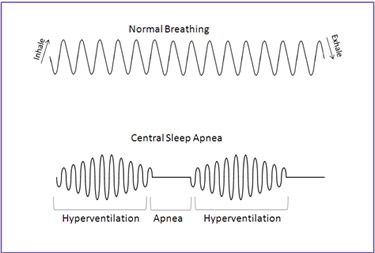 Normal Breathing
Inhale
Exhale
Central Sleep Apnea
Hyperventilation Apnea Hyperventilation